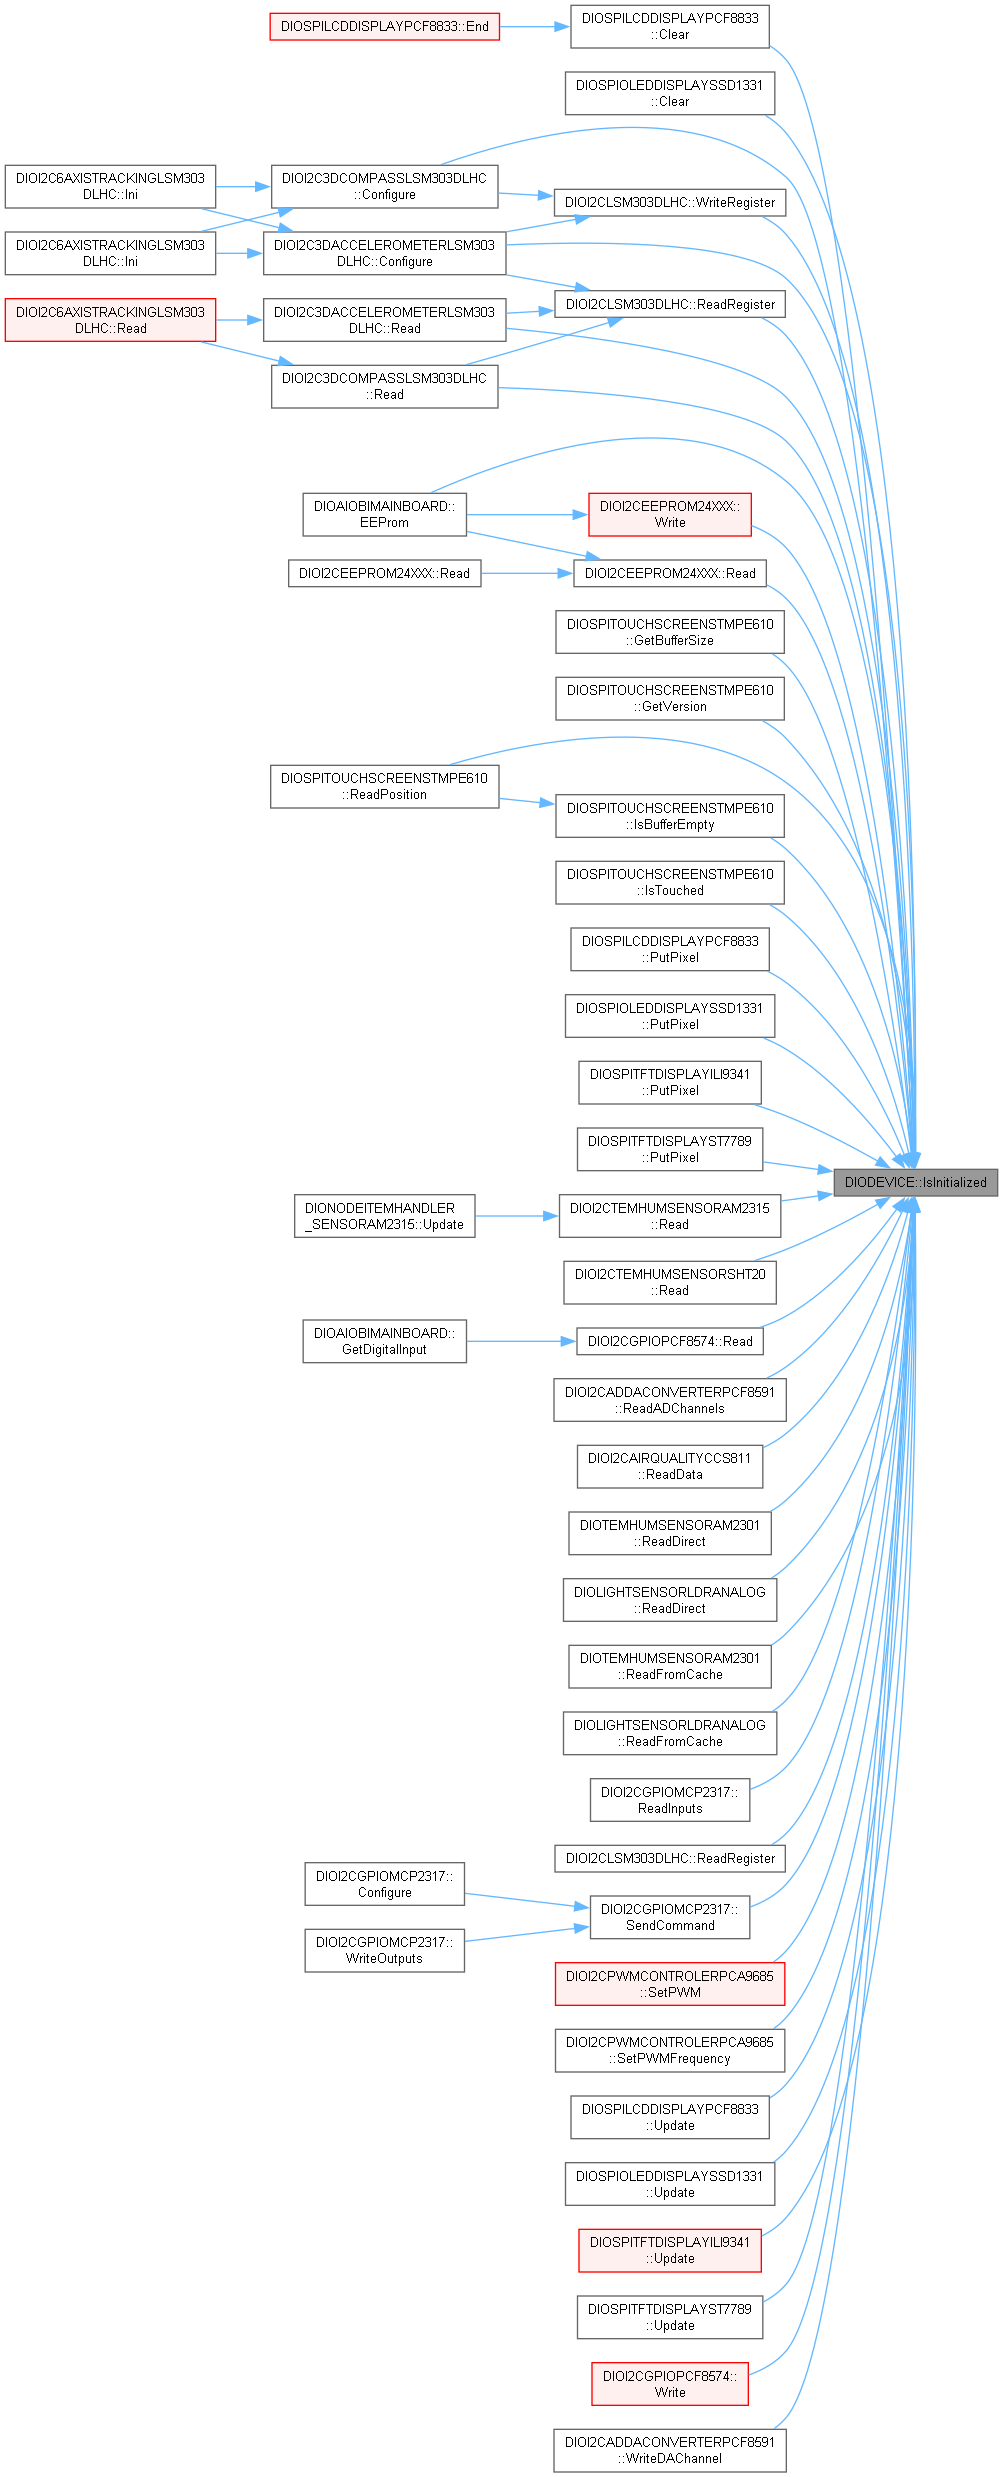 DIOSPILCDDISPLAYPCF8833::End
DIOSPILCDDISPLAYPCF8833
::Clear
DIOSPIOLEDDISPLAYSSD1331
::Clear
DIOI2C6AXISTRACKINGLSM303
DLHC::Ini
DIOI2C3DCOMPASSLSM303DLHC
::Configure
DIOI2CLSM303DLHC::WriteRegister
DIOI2C6AXISTRACKINGLSM303
DLHC::Ini
DIOI2C3DACCELEROMETERLSM303
DLHC::Configure
DIOI2CLSM303DLHC::ReadRegister
DIOI2C6AXISTRACKINGLSM303
DLHC::Read
DIOI2C3DACCELEROMETERLSM303
DLHC::Read
DIOI2C3DCOMPASSLSM303DLHC
::Read
DIOAIOBIMAINBOARD::
EEProm
DIOI2CEEPROM24XXX::
Write
DIOI2CEEPROM24XXX::Read
DIOI2CEEPROM24XXX::Read
DIOSPITOUCHSCREENSTMPE610
::GetBufferSize
DIOSPITOUCHSCREENSTMPE610
::GetVersion
DIOSPITOUCHSCREENSTMPE610
::ReadPosition
DIOSPITOUCHSCREENSTMPE610
::IsBufferEmpty
DIOSPITOUCHSCREENSTMPE610
::IsTouched
DIOSPILCDDISPLAYPCF8833
::PutPixel
DIOSPIOLEDDISPLAYSSD1331
::PutPixel
DIOSPITFTDISPLAYILI9341
::PutPixel
DIOSPITFTDISPLAYST7789
::PutPixel
DIODEVICE::IsInitialized
DIONODEITEMHANDLER
_SENSORAM2315::Update
DIOI2CTEMHUMSENSORAM2315
::Read
DIOI2CTEMHUMSENSORSHT20
::Read
DIOAIOBIMAINBOARD::
GetDigitalInput
DIOI2CGPIOPCF8574::Read
DIOI2CADDACONVERTERPCF8591
::ReadADChannels
DIOI2CAIRQUALITYCCS811
::ReadData
DIOTEMHUMSENSORAM2301
::ReadDirect
DIOLIGHTSENSORLDRANALOG
::ReadDirect
DIOTEMHUMSENSORAM2301
::ReadFromCache
DIOLIGHTSENSORLDRANALOG
::ReadFromCache
DIOI2CGPIOMCP2317::
ReadInputs
DIOI2CLSM303DLHC::ReadRegister
DIOI2CGPIOMCP2317::
Configure
DIOI2CGPIOMCP2317::
SendCommand
DIOI2CGPIOMCP2317::
WriteOutputs
DIOI2CPWMCONTROLERPCA9685
::SetPWM
DIOI2CPWMCONTROLERPCA9685
::SetPWMFrequency
DIOSPILCDDISPLAYPCF8833
::Update
DIOSPIOLEDDISPLAYSSD1331
::Update
DIOSPITFTDISPLAYILI9341
::Update
DIOSPITFTDISPLAYST7789
::Update
DIOI2CGPIOPCF8574::
Write
DIOI2CADDACONVERTERPCF8591
::WriteDAChannel